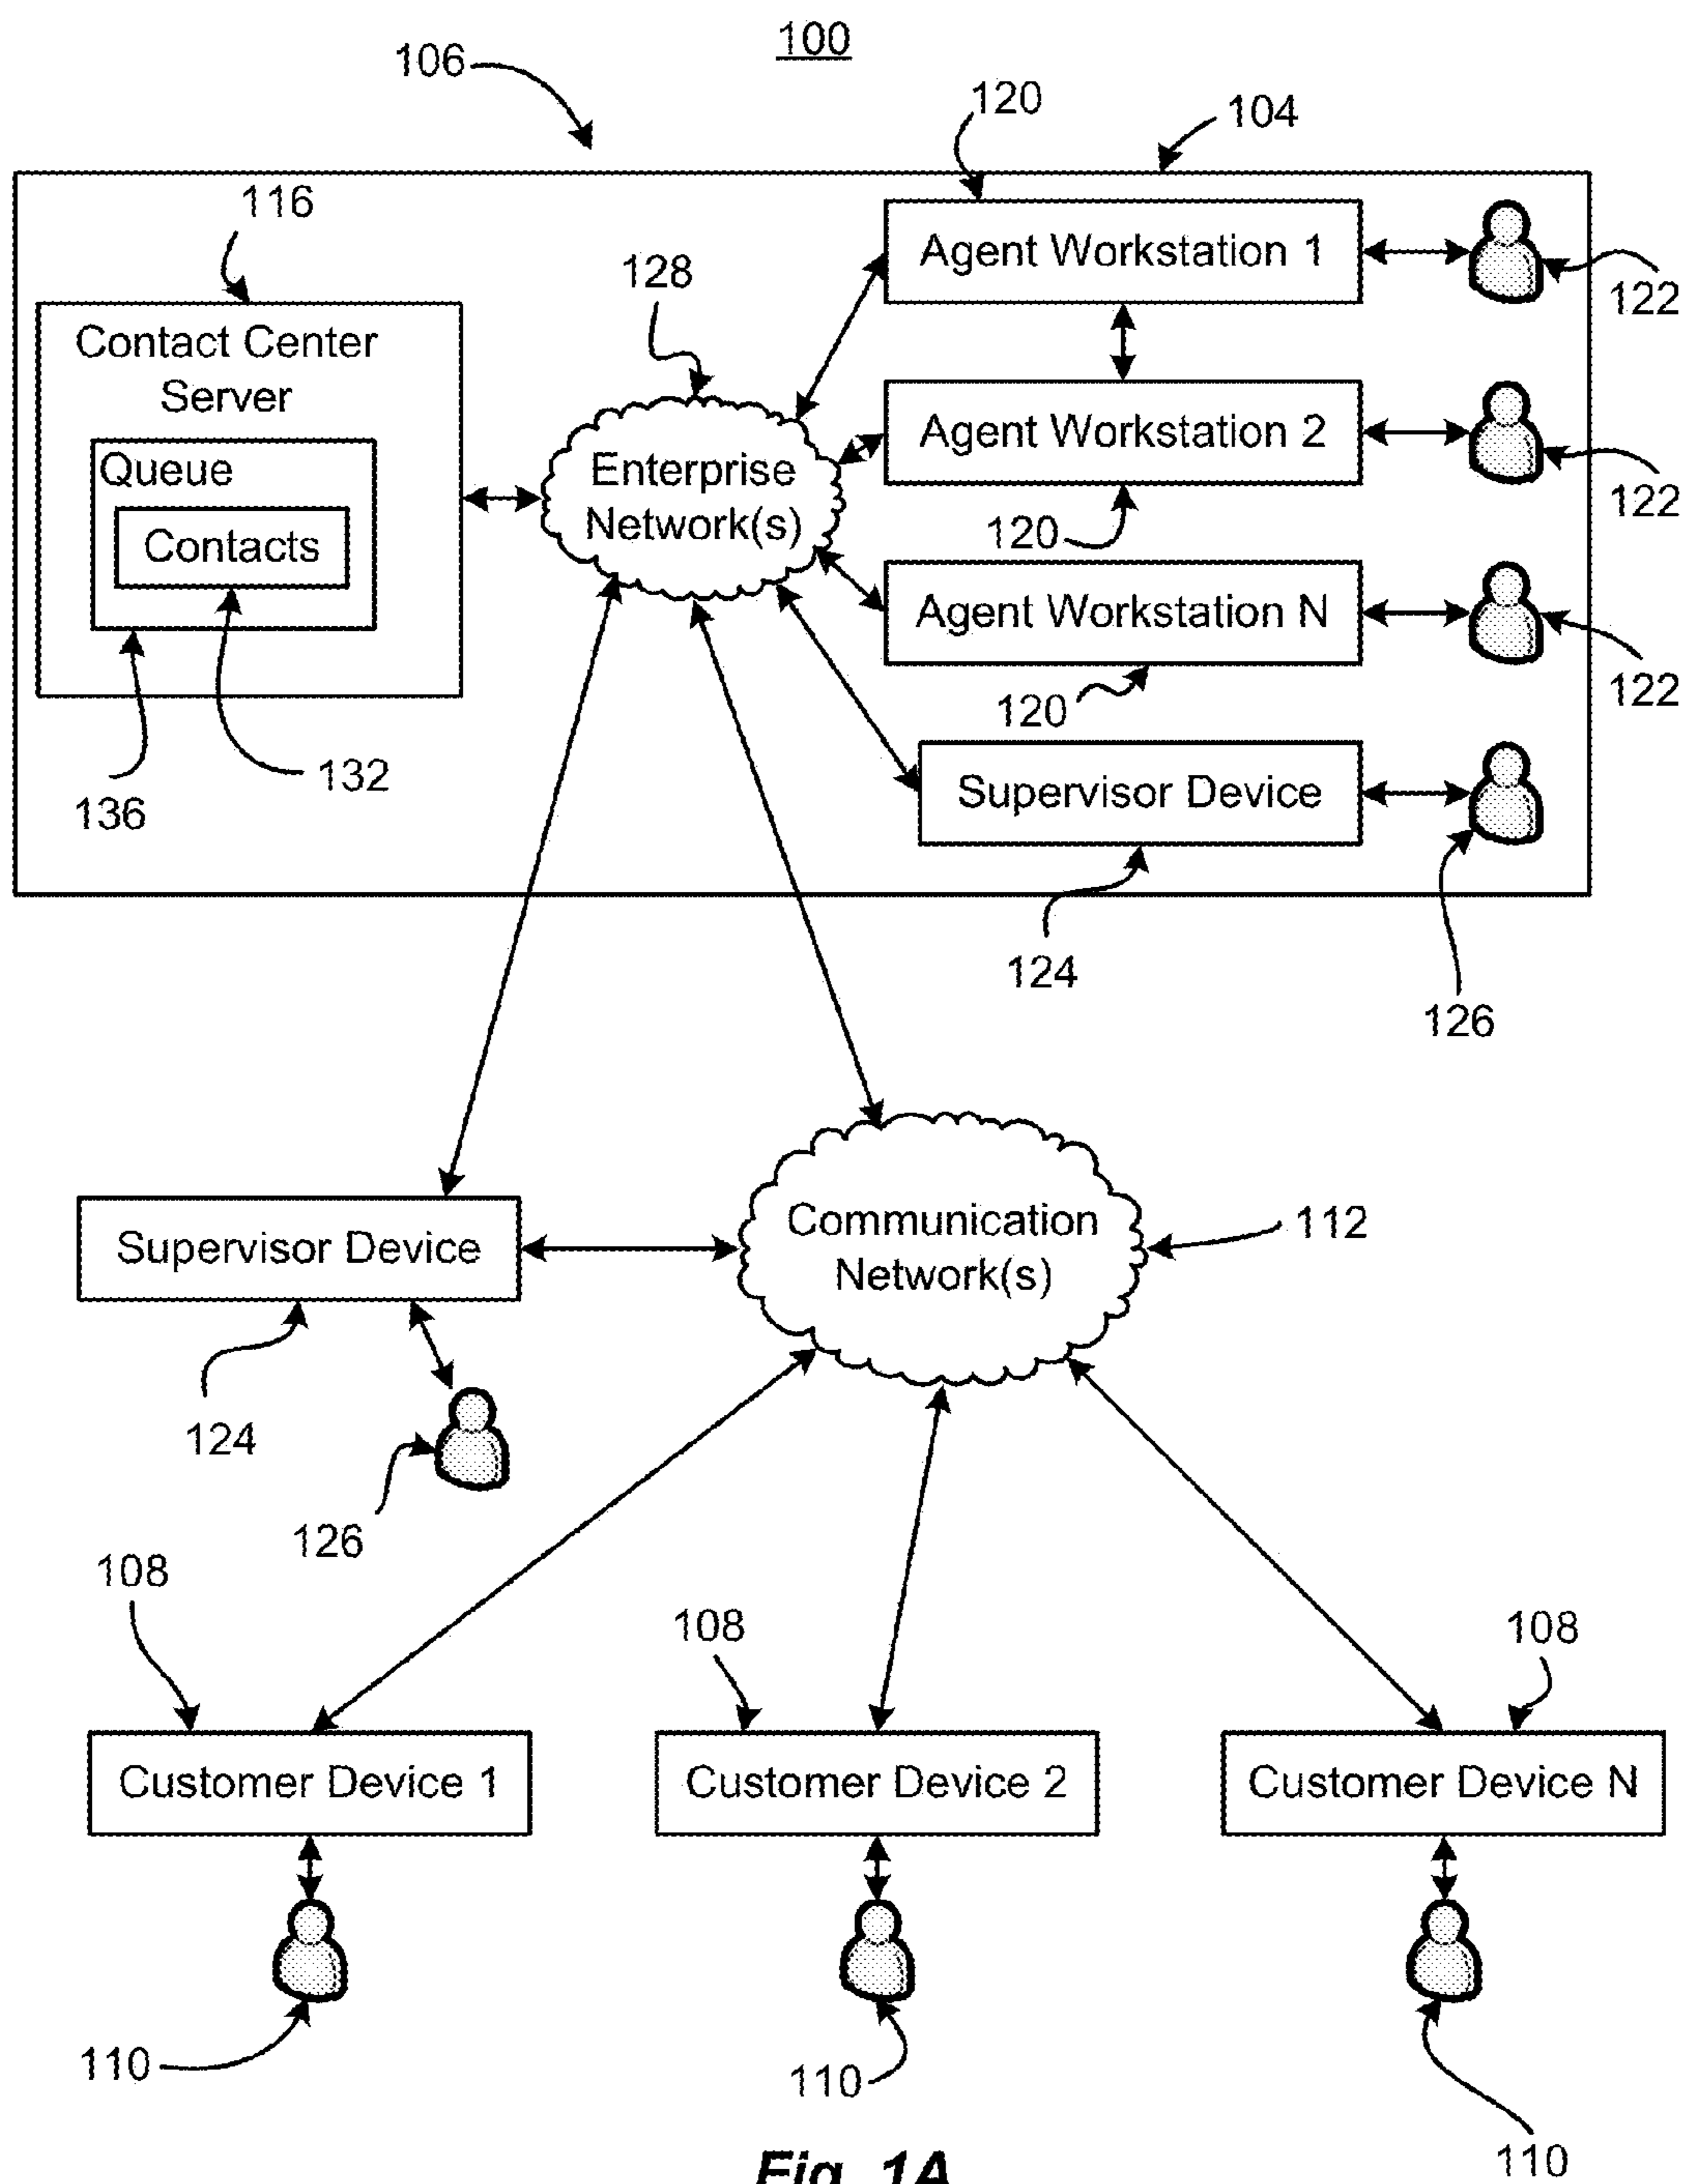 100
106
120
104
116
Agent Workstation 1
128
122
Contact Center
Server
Agent Workstation 2
Queue
Enterprise
Network(s)
122
Contacts
120
Agent Workstation N
122
120
132
Supervisor Device
136
124
126
Communication
Network(s)
112
Supervisor Device
124
126
108
108
108
Customer Device 1
Customer Device 2
Customer Device N
110
110
110
Fig. 1A